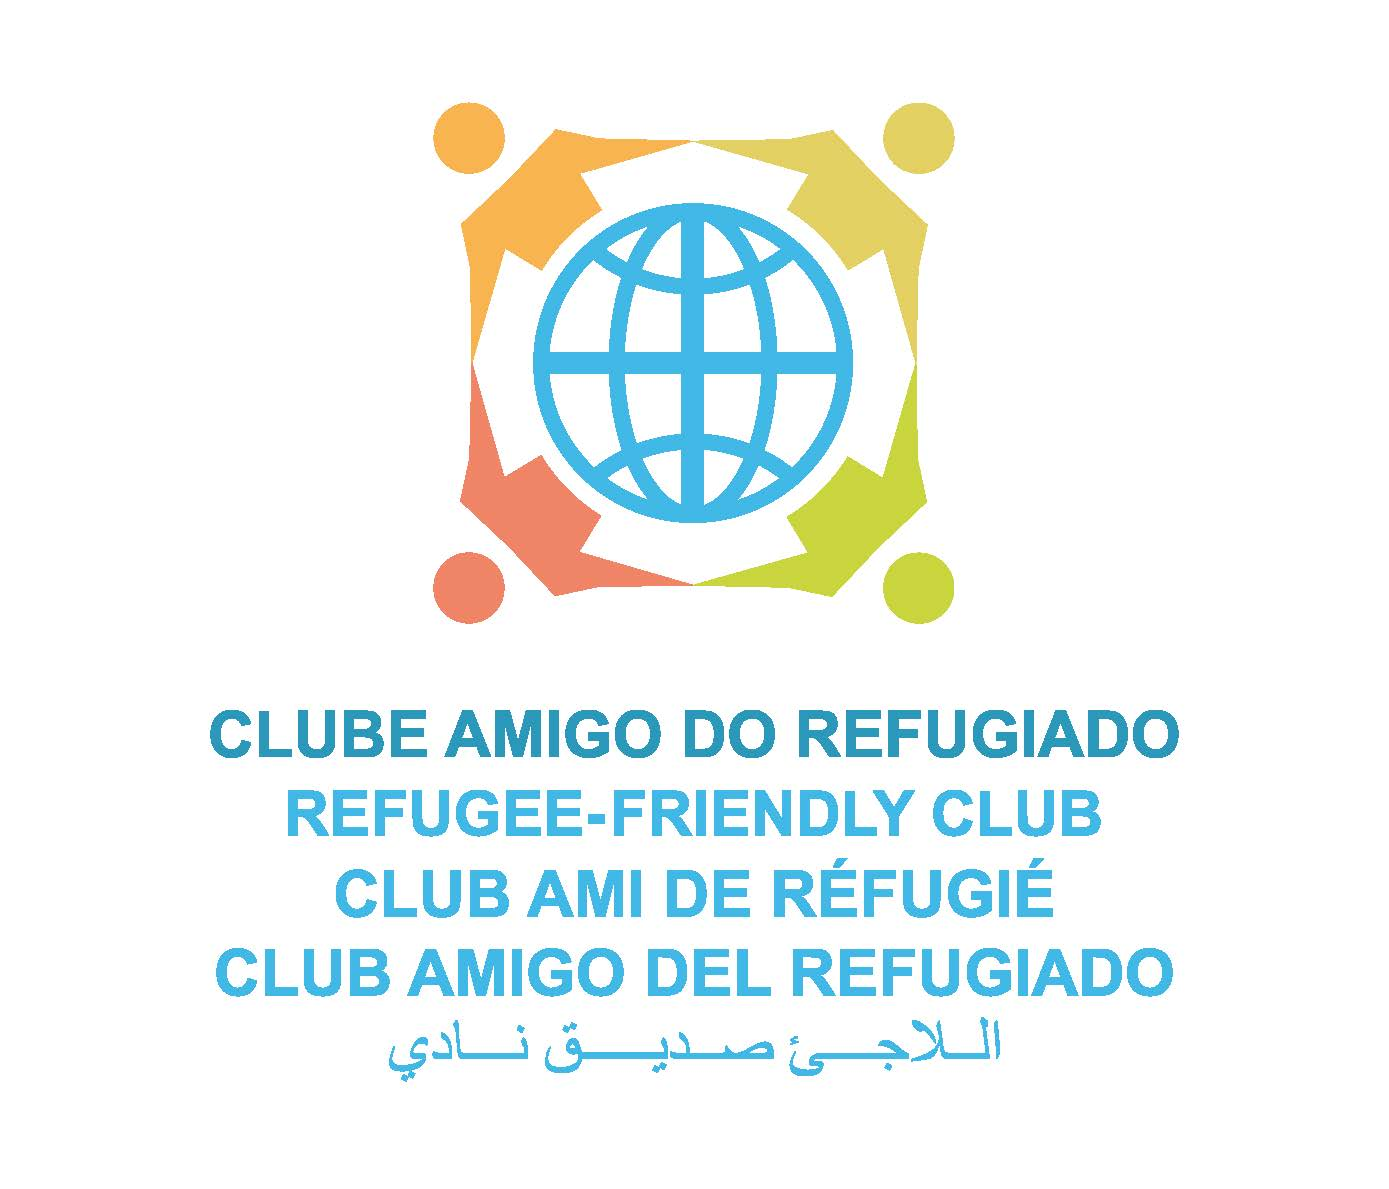 CLUBE AMIGO DO REFUGIADO
REFUGEE-FRIENDLY CLUB
CLUB AMI DE RÉFUGIÉ
CLUB AMIGO DEL REFUGIADO
اللاجئ صديق نادي